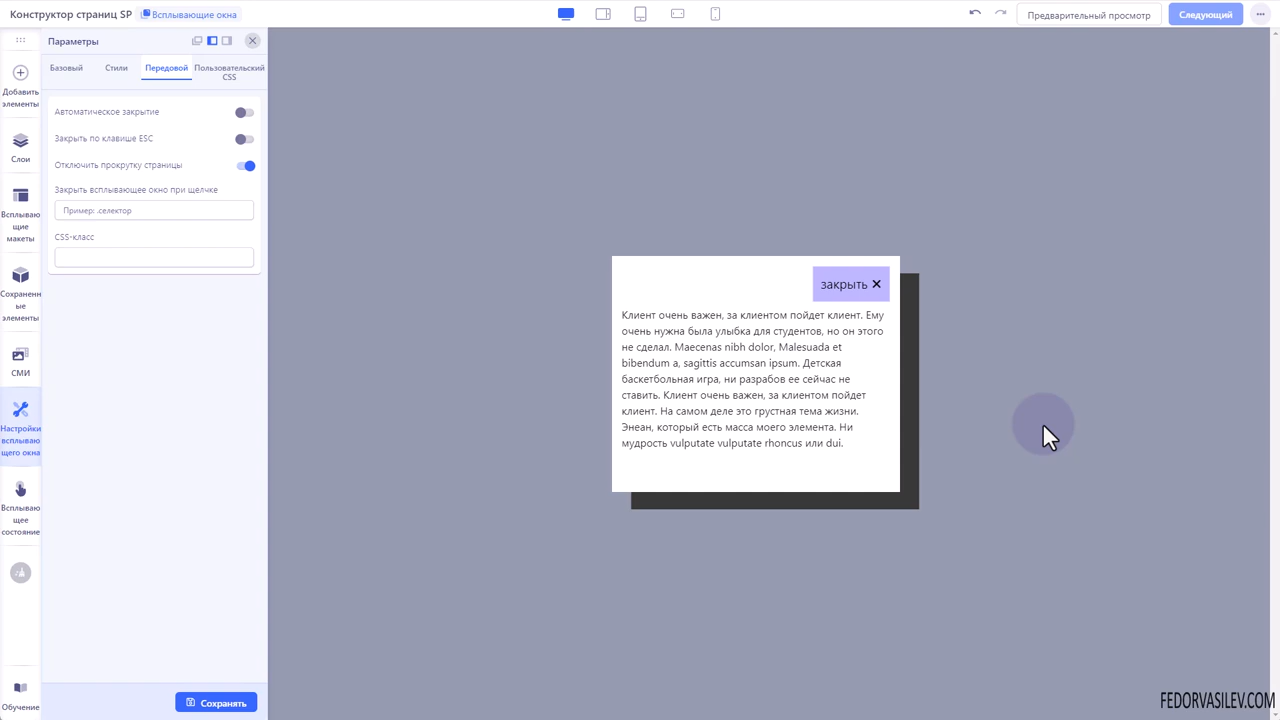 Конструктор страниц SP
Всплывающие окна
Предварительный просмотр
Следующий
Параметры
Базовый
Стили
Передовой
Пользовательский
CSS
Добавить
элементы
Слои
Всплываю
щие
макеты
Сохраненн
ые
элементы
СМИ
Настройки
всплываю
щего окна
Всплываю
щее
состояние
Обучение
Автоматическое закрытие
Закрыть по клавише ESC
Отключить прокрутку страницы
Закрыть всплывающее окно при щелчке
Пример: .селектор
CSS-класс
Сохранять
закрыть ✕
Клиент очень важен, за клиентом пойдет клиент. Ему
очень нужна была улыбка для студентов, но он этого
не сделал. Maecenas nibh dolor, Malesuada et
bibendum a, sagittis accumsan ipsum. Детская
баскетбольная игра, ни разрабов ее сейчас не
ставить. Клиент очень важен, за клиентом пойдет
клиент. На самом деле это грустная тема жизни.
Энеан, который есть масса моего элемента. Ни
мудрость vulputate vulputate rhoncus или dui.
FEDORVASILEV.COM